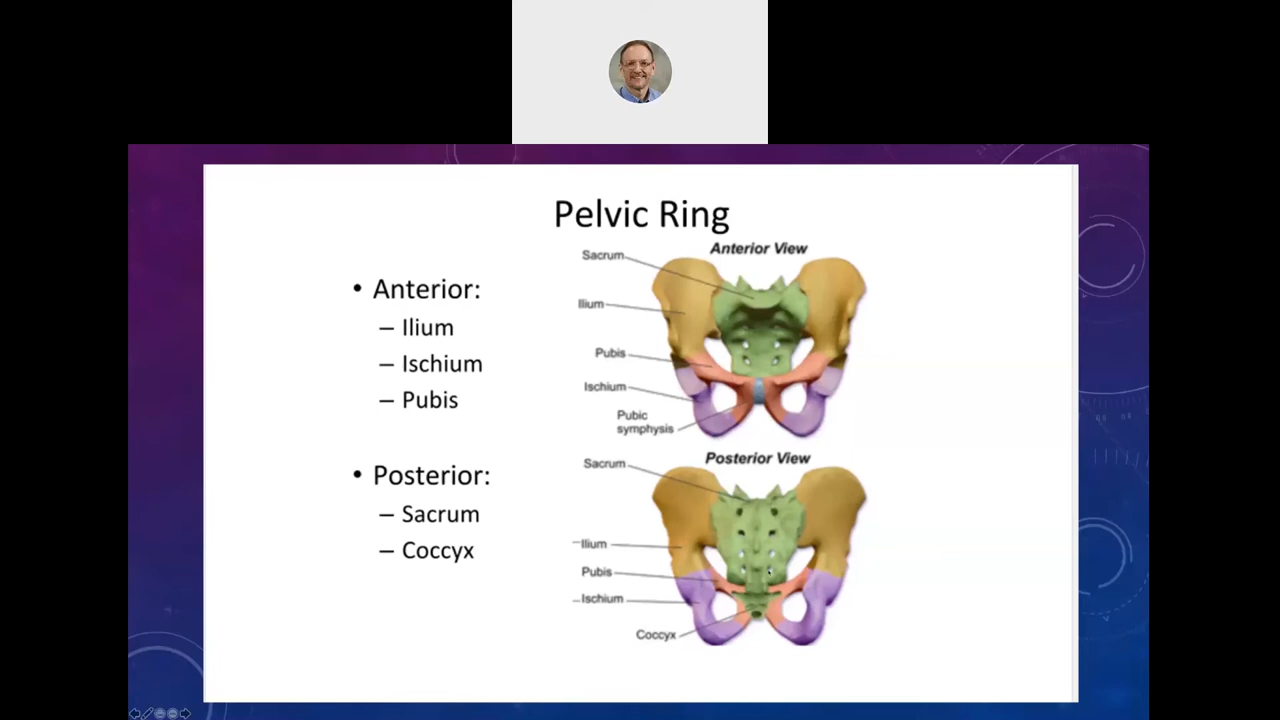 Pelvic Ring
• Anterior:
– Ilium
– Ischium
– Pubis
• Posterior:
– Sacrum
– Coccyx
Anterior View
Sacrum
Ilium
Pubis
Ischium
Pubic
symphysis
Posterior View
Sacrum
Ilium
Pubis
Ischium
Coccyx